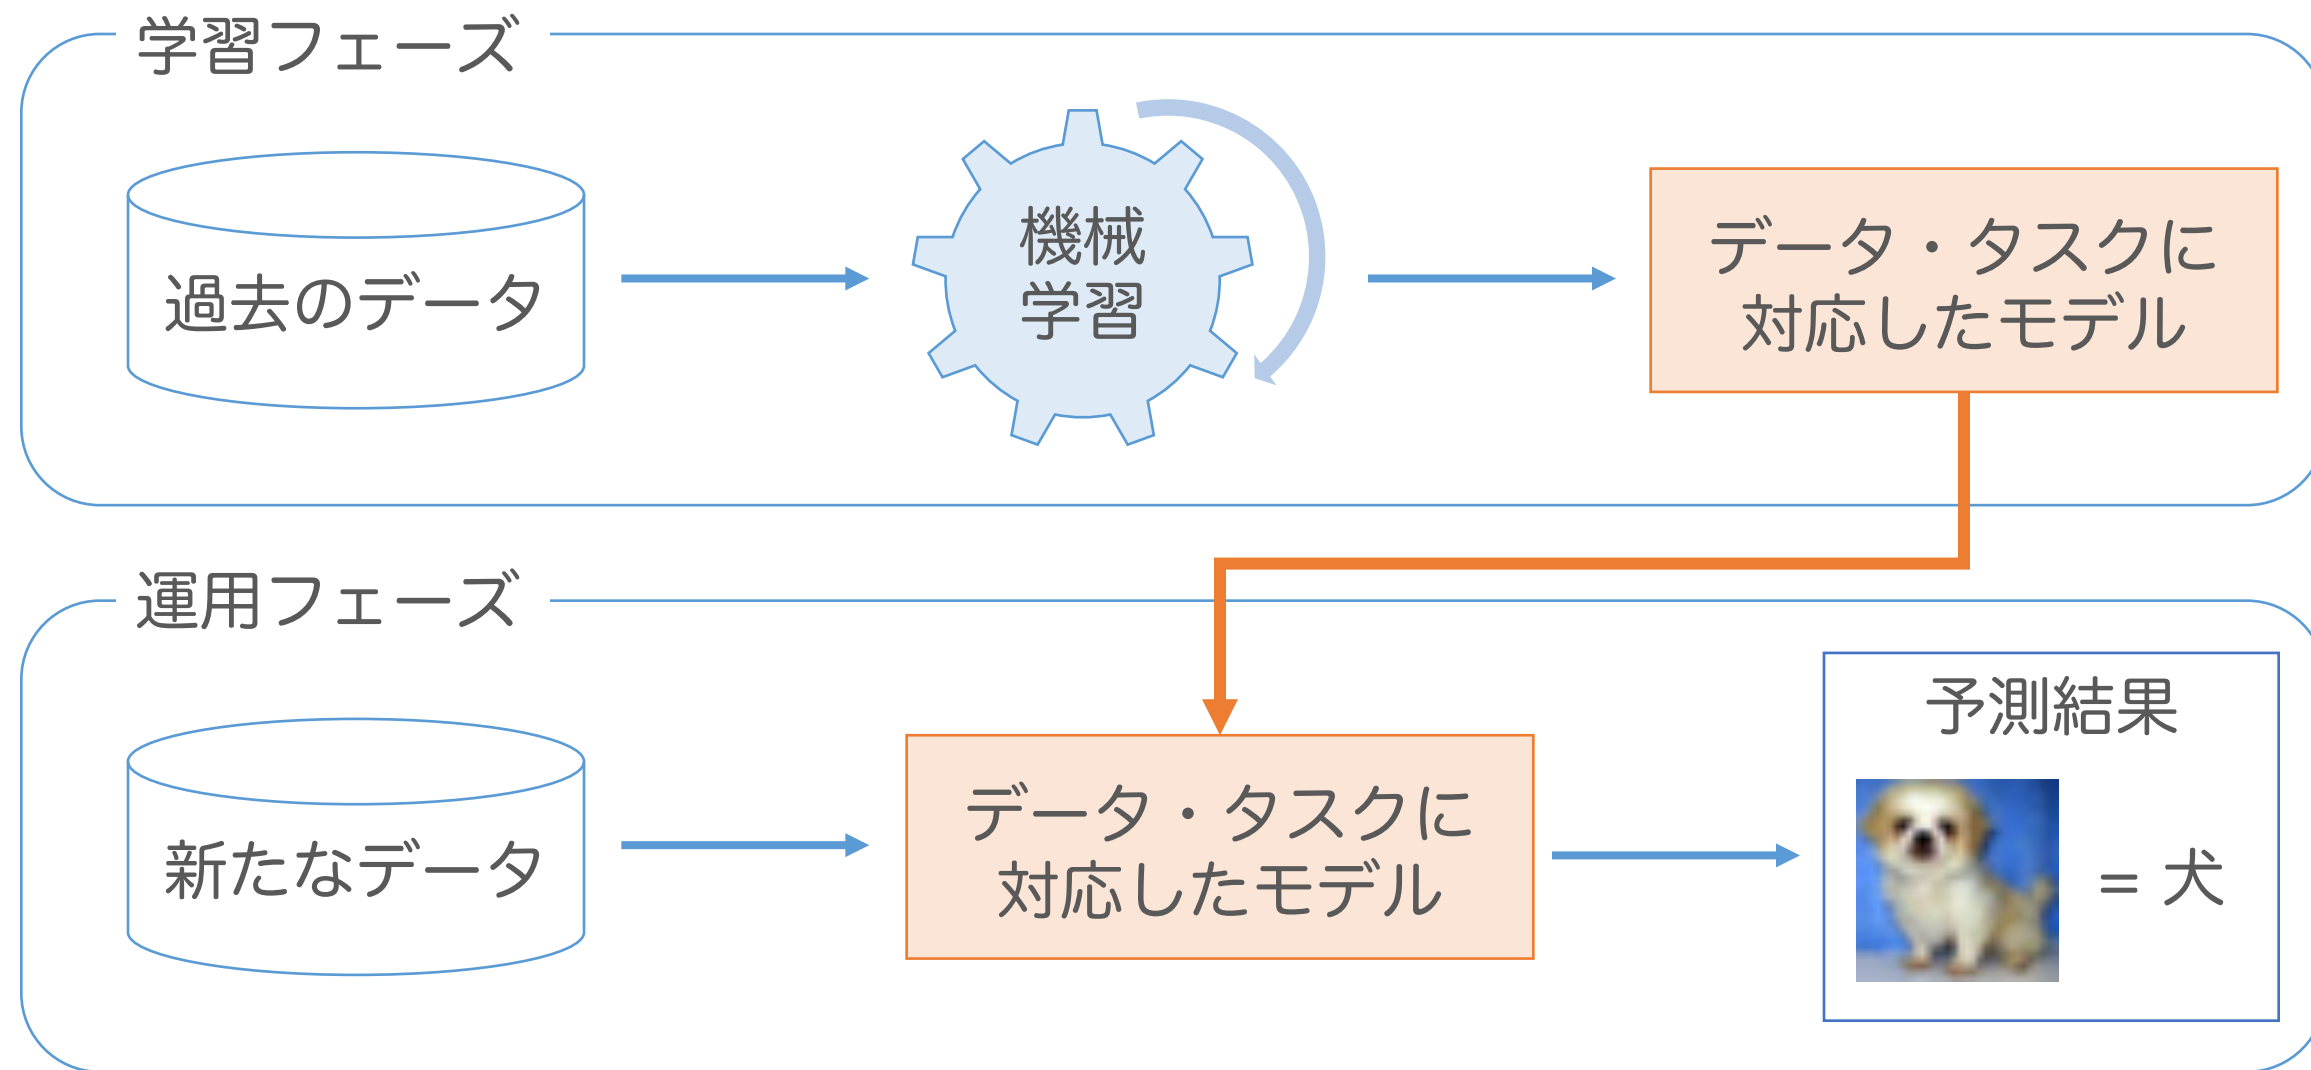 学習フェーズ
過去のデータ
機械
学習
データ・タスクに
対応したモデル
運用フェーズ
新たなデータ
データ・タスクに
対応したモデル
予測結果
= 犬